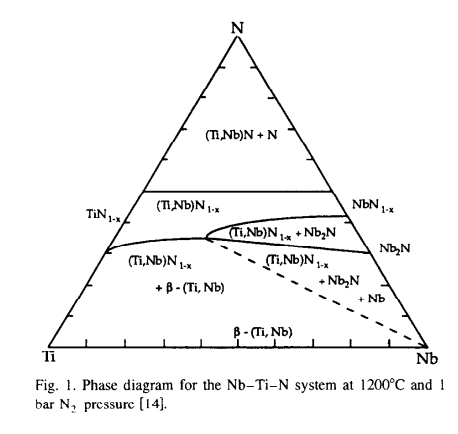 N
(Ti,Nb)N + N
(Ti,Nb)N1-x
NbN1-x
TiN1-x
(Ti,Nb)N1-x + Nb2N
Nb2N
(Ti,Nb)N1-x
(Ti,Nb)N1-x
+ Nb2N
+ β - (Ti, Nb)
+ Nb
β - (Ti, Nb)
Ti
Nb
Fig. 1. Phase diagram for the Nb–Ti–N system at 1200°C and 1
bar N2 pressure [14].